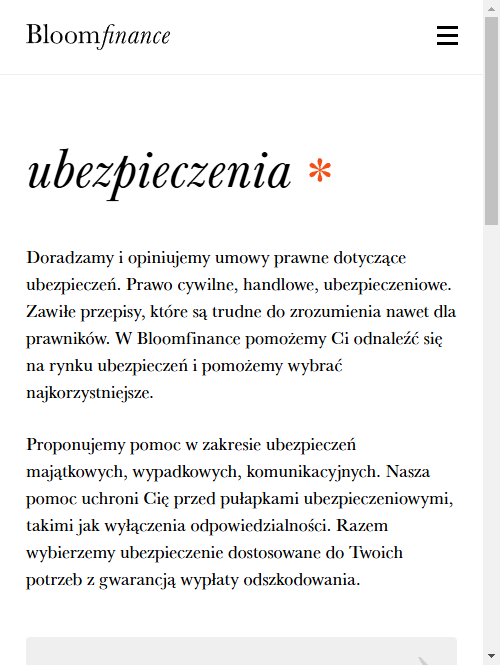 Bloomfinance
ubezpieczenia *
Doradzamy i opiniujemy umowy prawne dotyczące
ubezpieczeń. Prawo cywilne, handlowe, ubezpieczeniowe.
Zawiłe przepisy, które są trudne do zrozumienia nawet dla
prawników. W Bloomfinance pomożemy Ci odnaleźć się
na rynku ubezpieczeń i pomożemy wybrać
najkorzystniejsze.
Proponujemy pomoc w zakresie ubezpieczeń
majątkowych, wypadkowych, komunikacyjnych. Nasza
pomoc uchroni Cię przed pułapkami ubezpieczeniowymi,
takimi jak wyłączenia odpowiedzialności. Razem
wybierzemy ubezpieczenie dostosowane do Twoich
potrzeb z gwarancją wypłaty odszkodowania.